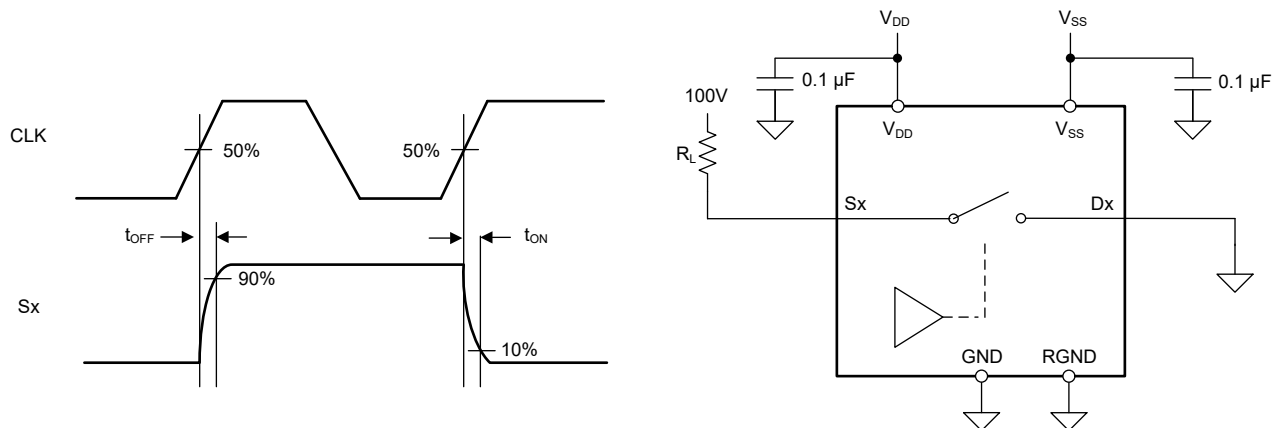 CLK
50%
50%
t_OFF
t_ON
90%
Sx
10%
V_DD
V_SS
0.1 µF
0.1 µF
100V
V_DD
V_SS
R_L
Sx
Dx
GND
RGND